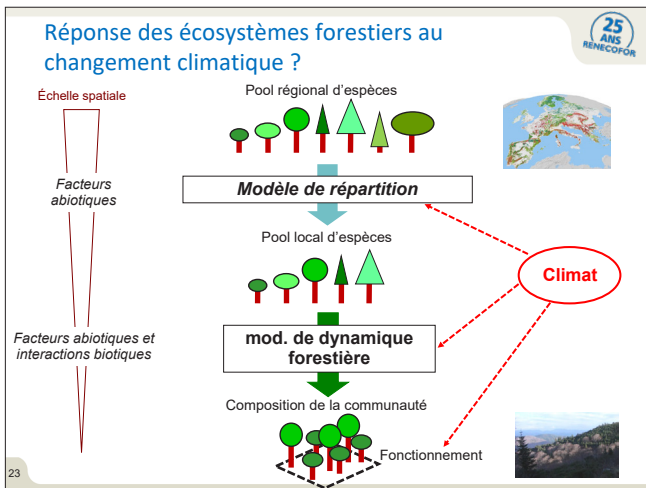 Réponse des écosystèmes forestiers au
changement climatique ?
25
ANS
RENECOFOR
Échelle spatiale
Pool régional d'espèces
Facteurs
abiotiques
Modèle de répartition
Pool local d'espèces
Climat
Facteurs abiotiques et
interactions biotiques
mod. de dynamique
forestière
Composition de la communauté
Fonctionnement
23